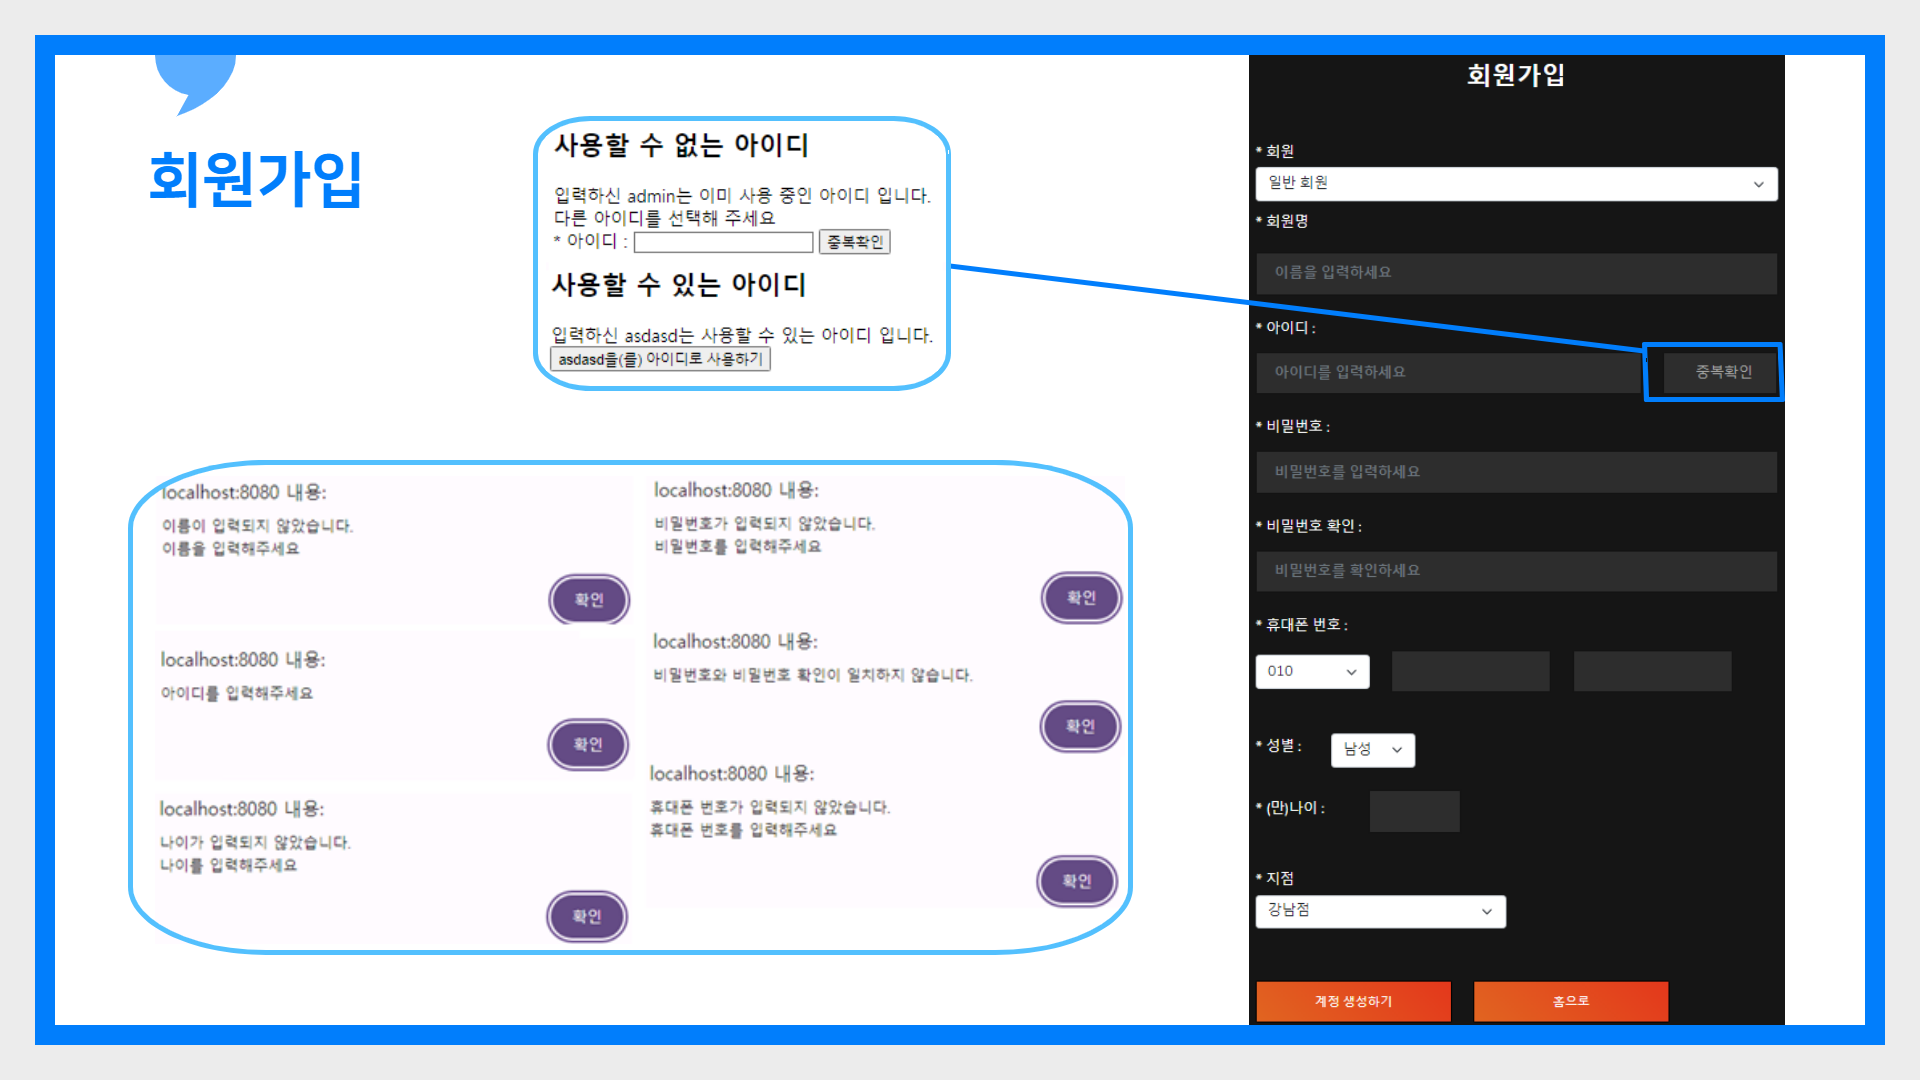 회원가입
사용할 수 없는 아이디
입력하신 admin는 이미 사용 중인 아이디 입니다.
다른 아이디를 선택해 주세요
* 아이디 : 중복확인
사용할 수 있는 아이디
입력하신 asdasd는 사용할 수 있는 아이디 입니다.
asdasd을(를) 아이디로 사용하기
localhost:8080 내용:
이름이 입력되지 않았습니다.
이름을 입력해주세요
확인
localhost:8080 내용:
아이디를 입력해주세요
확인
localhost:8080 내용:
나이가 입력되지 않았습니다.
나이를 입력해주세요
확인
localhost:8080 내용:
비밀번호가 입력되지 않았습니다.
비밀번호를 입력해주세요
확인
localhost:8080 내용:
비밀번호와 비밀번호 확인이 일치하지 않습니다.
확인
localhost:8080 내용:
휴대폰 번호가 입력되지 않았습니다.
휴대폰 번호를 입력해주세요
확인
회원가입
* 회원
일반 회원
* 회원명
이름을 입력하세요
* 아이디 :
아이디를 입력하세요 중복확인
* 비밀번호 :
비밀번호를 입력하세요
* 비밀번호 확인 :
비밀번호를 확인하세요
* 휴대폰 번호 :
010
* 성별 : 남성
* (만)나이 :
* 지점
강남점
계정 생성하기 홈으로